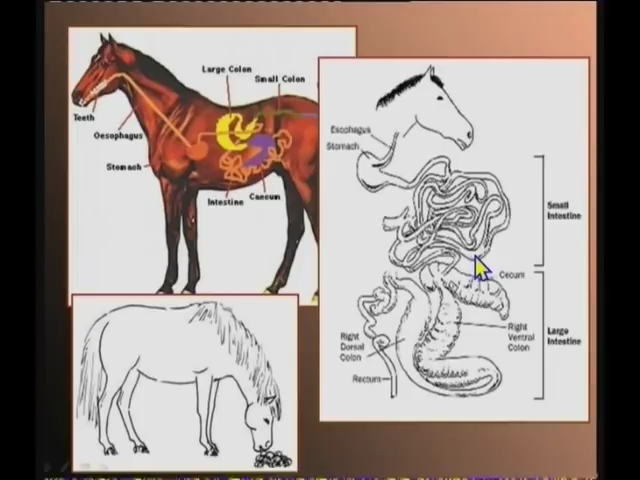 Large Colon
Small Colon
Teeth
Oesophagus
Stomach
Intestine
Caecum
Esophagus
Stomach
Small
Intestine
Cecum
Right
Ventral
Colon
Large
Intestine
Right
Dorsal
Colon
Rectum